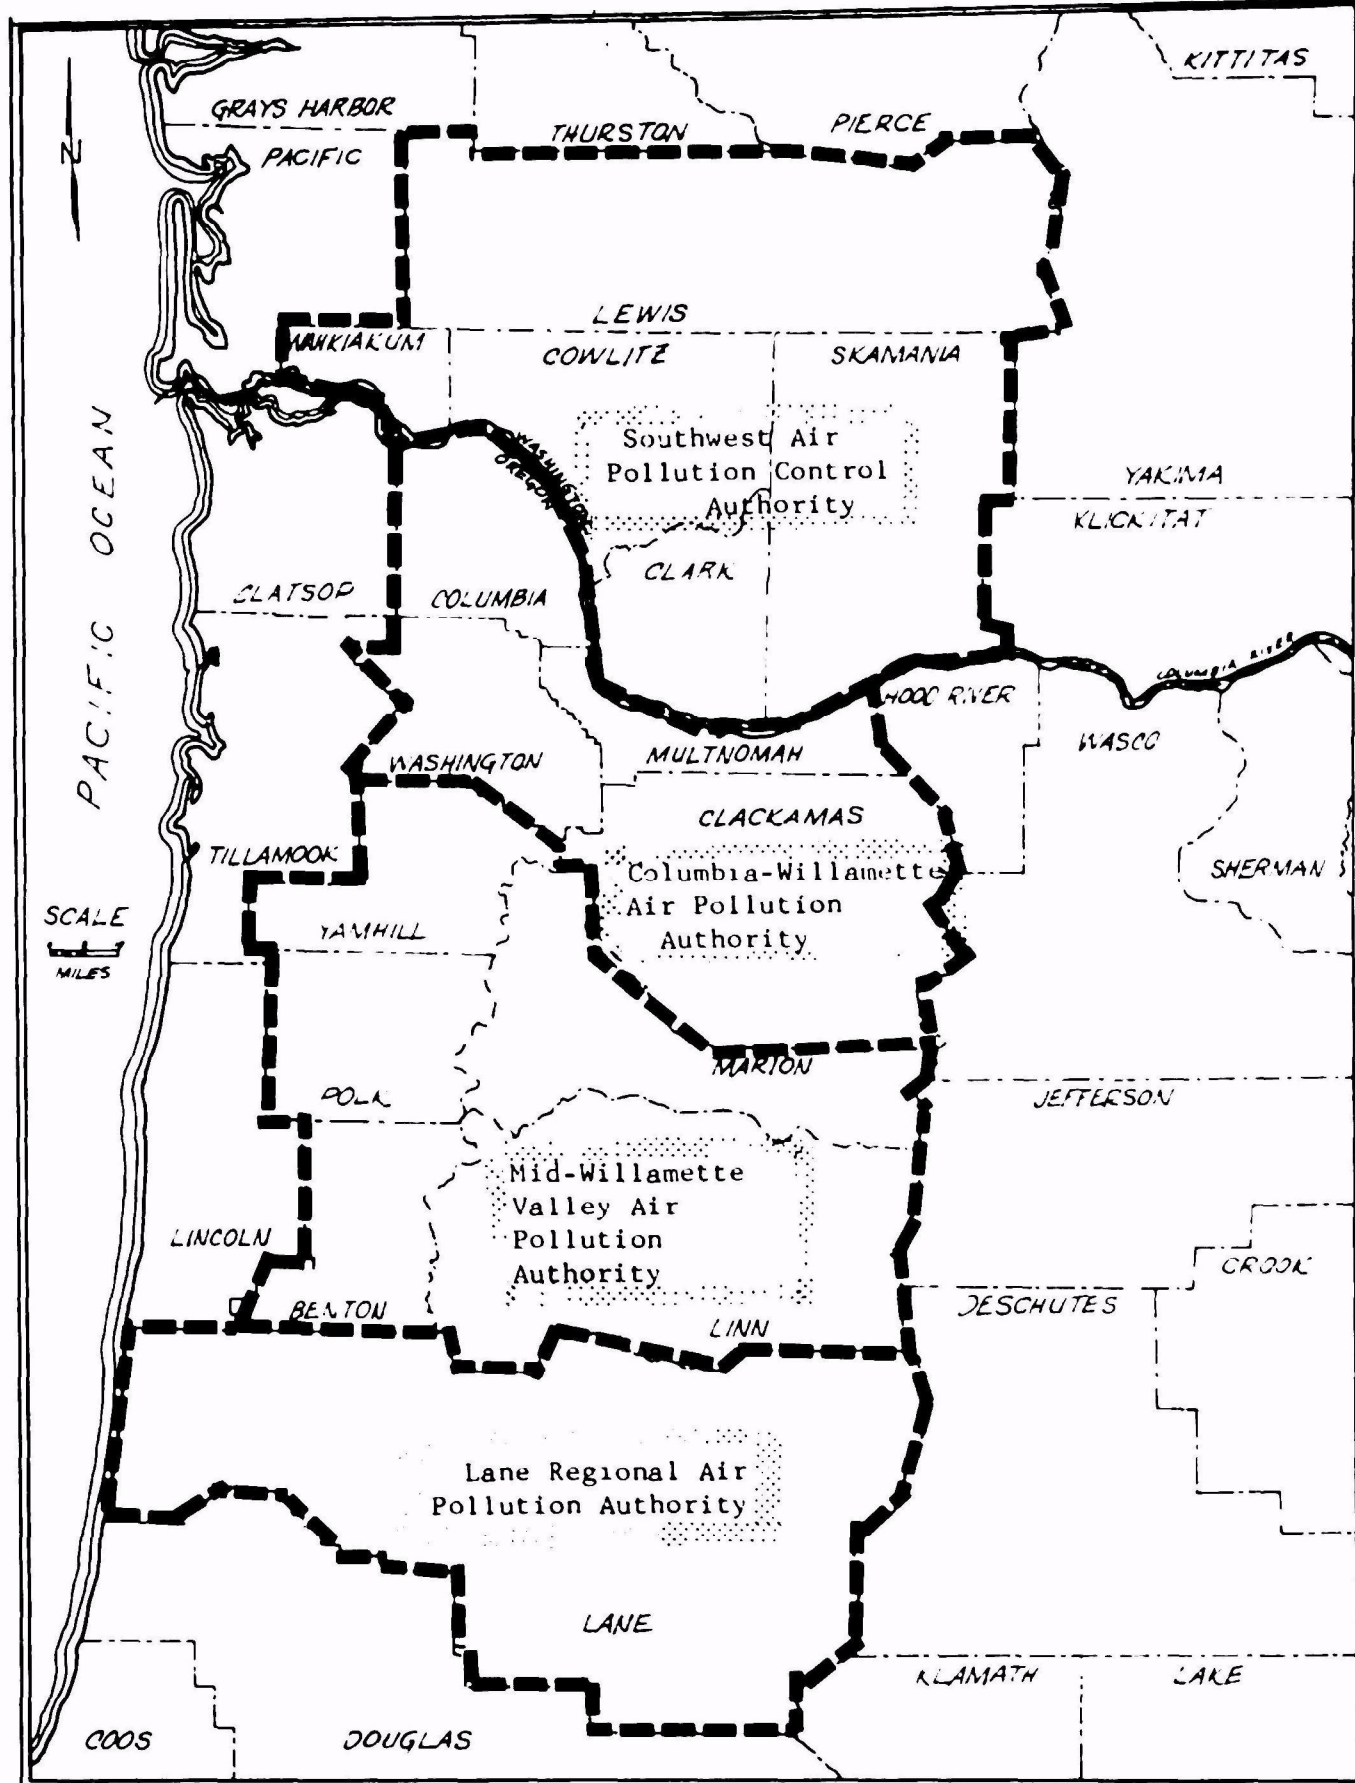 KITTITAS
GRAYS HARBOR
THURSTON
PIERCE
PACIFIC
N
LEWIS
WAHKIAKUM
COWLITZ
SKAMANIA
Southwest Air
Pollution Control
Authority
WASHINGTON
OREGON
YAKIMA
KLICKITAT
PACIFIC OCEAN
CLARK
CLATSOP
COLUMBIA
COLUMBIA RIVER
HOOD RIVER
WASCO
WASHINGTON
MULTNOMAH
CLACKAMAS
TILLAMOOK
Columbia-Willamette
Air Pollution
Authority
SHERMAN
SCALE
MILES
YAMHILL
MARION
POLK
JEFFERSON
Mid-Willamette
Valley Air
Pollution
Authority
LINCOLN
CROOK
BENTON
LINN
DESCHUTES
Lane Regional Air
Pollution Authority
LANE
KLAMATH
LAKE
COOS
DOUGLAS